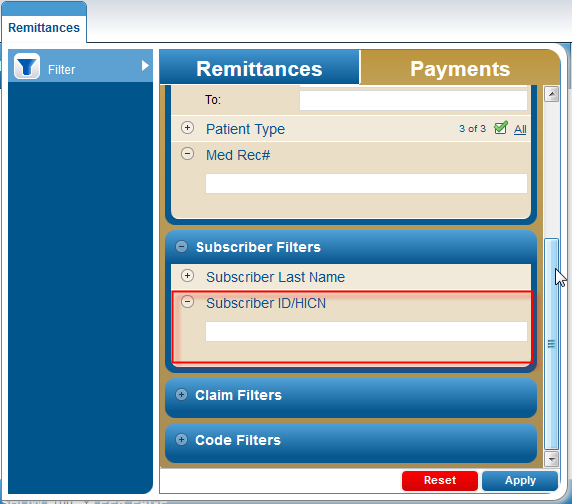 Remittances
Filter
Remittances Payments
To:
Patient Type 3 of 3 All
Med Rec#
Subscriber Filters
Subscriber Last Name
Subscriber ID/HICN
Claim Filters
Code Filters
Reset Apply